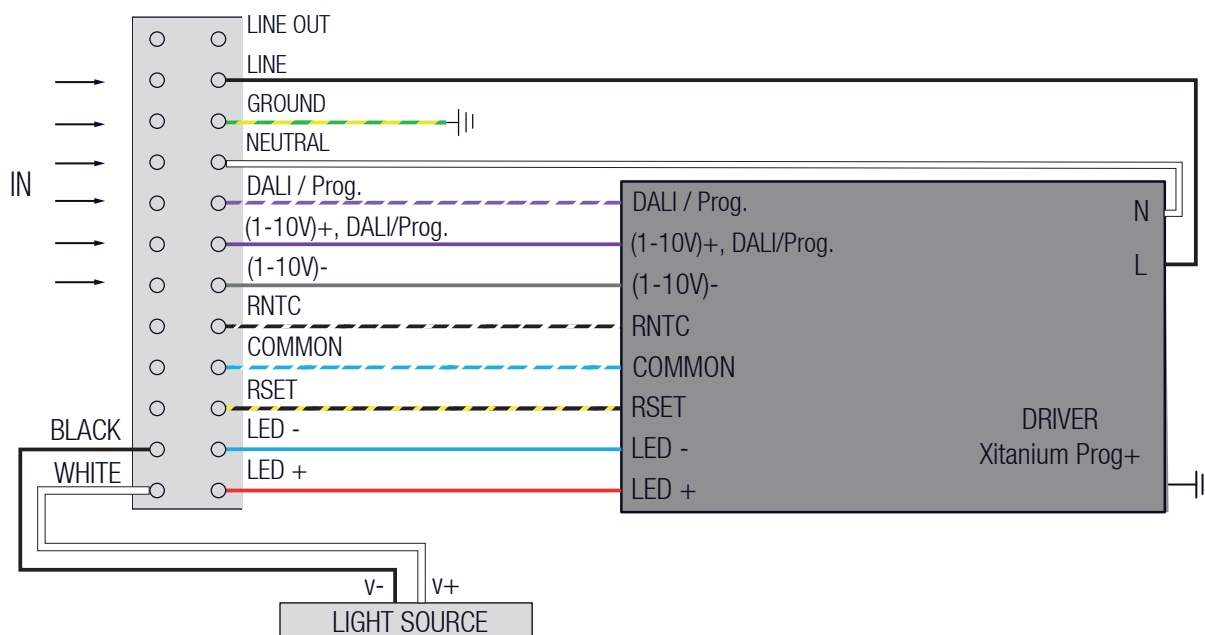 LINE OUT
LINE
GROUND
NEUTRAL
IN
DALI / Prog.
(1-10V)+, DALI/Prog.
(1-10V)-
RNTC
COMMON
RSET
LED -
LED +
BLACK
WHITE
DALI / Prog.
(1-10V)+, DALI/Prog.
(1-10V)-
RNTC
COMMON
RSET
LED -
LED +
N
L
DRIVER
Xitanium Prog+
V- V+
LIGHT SOURCE